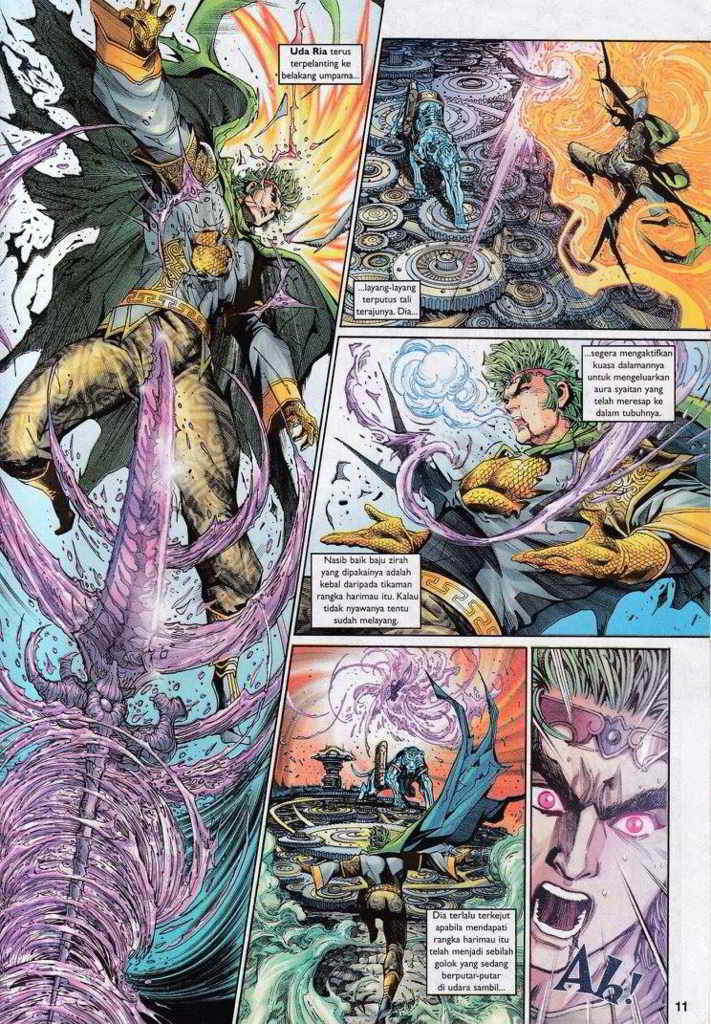 Uda Ria terus
terpelanting ke
belakang umpama...
...layang-layang
terputus tali
terajunya. Dia...
...segera mengaktifkan
kuasa dalamannya
untuk mengeluarkan
aura syaitan yang
telah meresap ke
dalam tubuhnya.
Nasib baik baju zirah
yang dipakainya adalah
kebal daripada tikaman
rangka harimau itu. Kalau
tidak nyawanya tentu
sudah melayang.
Dia terlalu terkejut
apabila mendapati
rangka harimau itu
telah menjadi sebilah
golok yang sedang
berputar-putar
di udara sambil...
Ah!
11